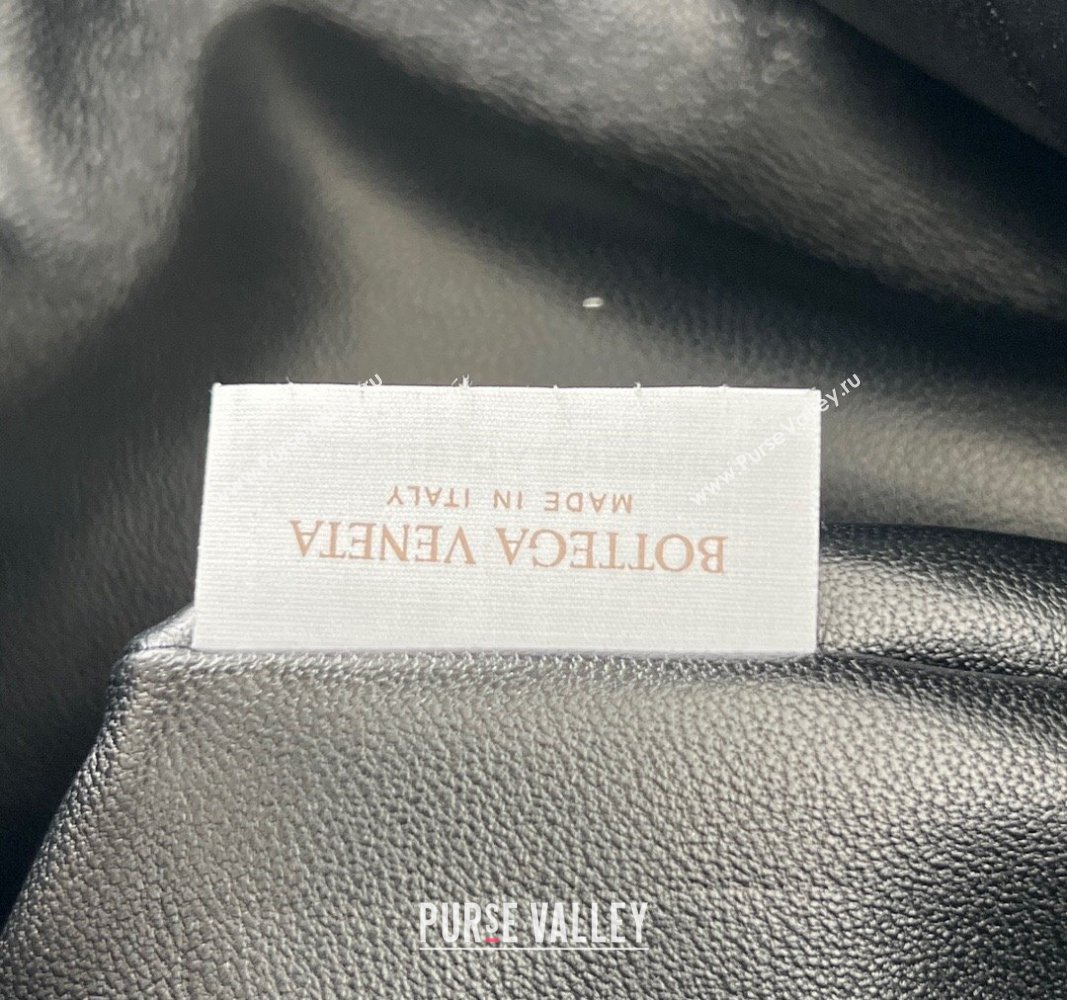 BOTTEGA VENETA
MADE IN ITALY
www.PurseValley.ru
PURSE VALLEY